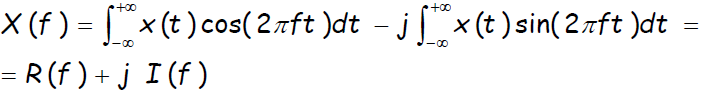 X(f) = ∫_{-∞}^{+∞} x(t) cos(2πft)dt - j ∫_{-∞}^{+∞} x(t) sin(2πft)dt =
= R(f) + j I(f)